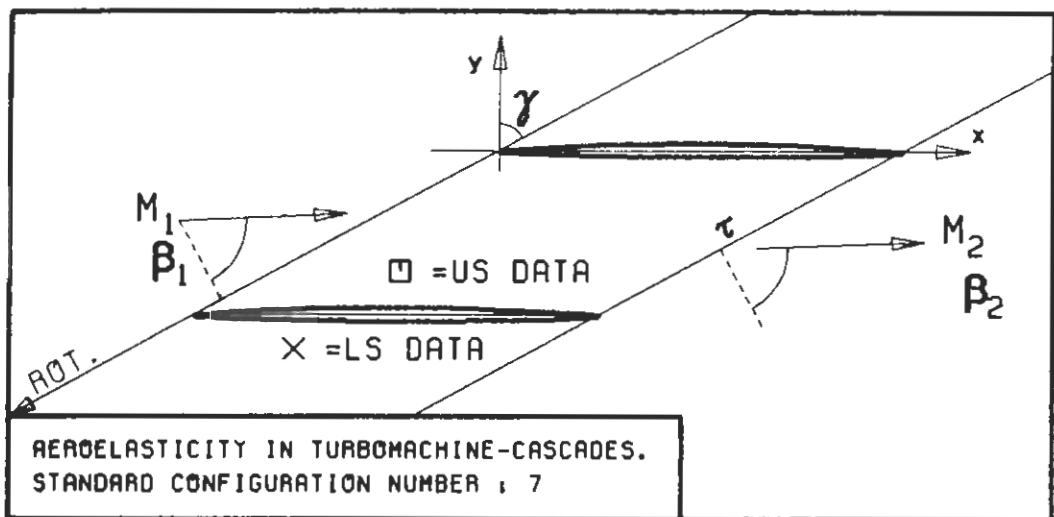 y
γ
x
M₁
β₁
τ
M₂
β₂
□ =US DATA
× =LS DATA
ROT.
AEROELASTICITY IN TURBOMACHINE-CASCADES.
STANDARD CONFIGURATION NUMBER : 7